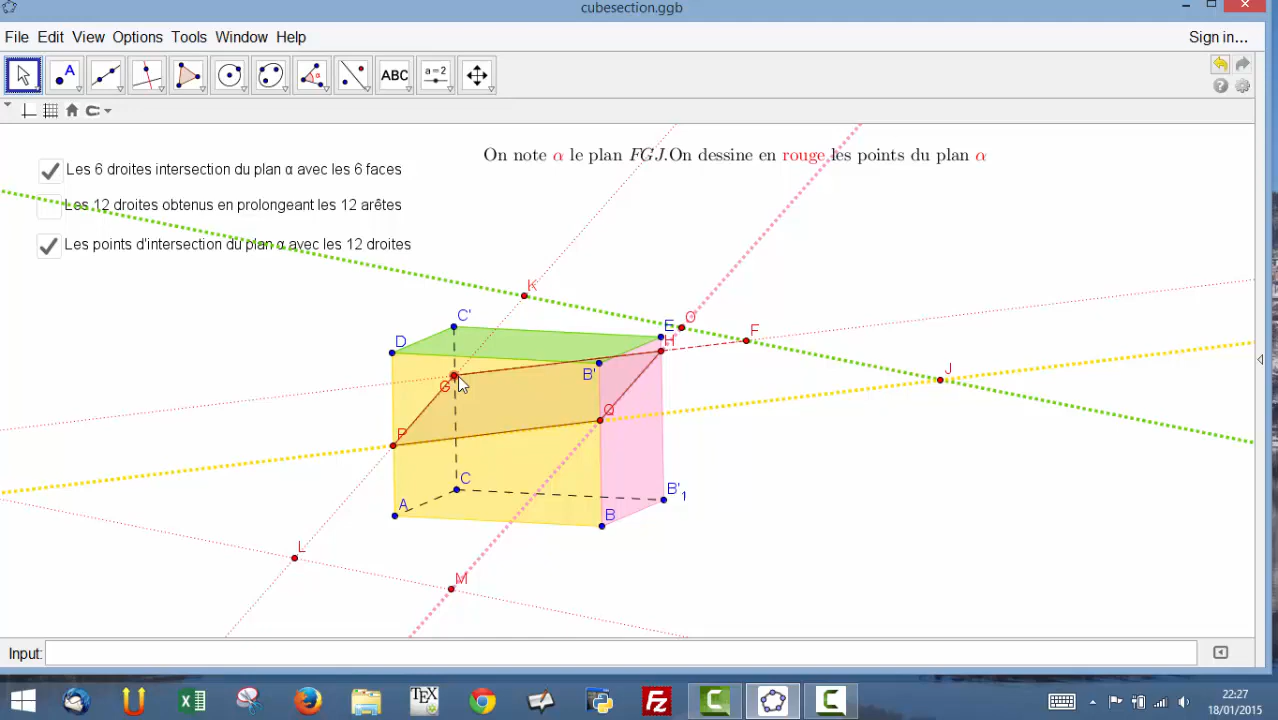 cubesection.ggb
File Edit View Options Tools Window Help Sign in...
A ABC a=2
On note α le plan FGJ.On dessine en rouge les points du plan α
Les 6 droites intersection du plan α avec les 6 faces
Les 12 droites obtenus en prolongeant les 12 arêtes
Les points d'intersection du plan α avec les 12 droites
K
C' E O F
D H
B' J
G
Q
P
C B'1
A B
L
M
Input:
TEX
22:27
18/01/2015